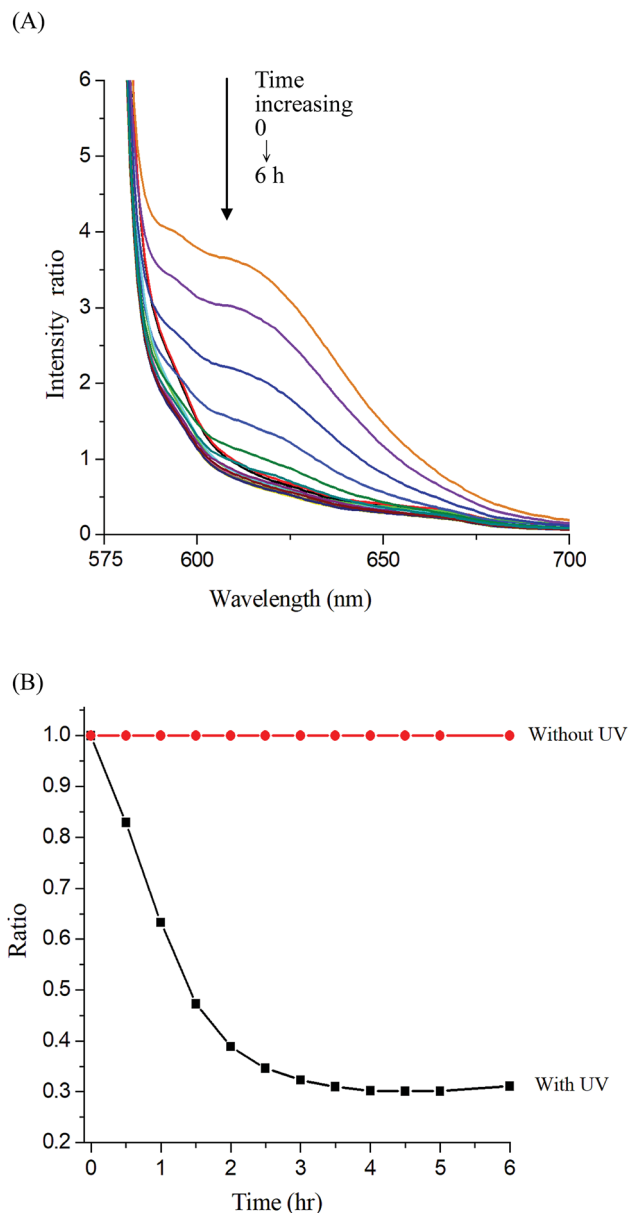 (A)
6
5
4
3
2
1
0
Intensity ratio
Time
increasing
0
↓
6 h
575
600
650
700
Wavelength (nm)
(B)
1.0
0.9
0.8
0.7
0.6
0.5
0.4
0.3
0.2
Ratio
Without UV
With UV
0
1
2
3
4
5
6
Time (hr)